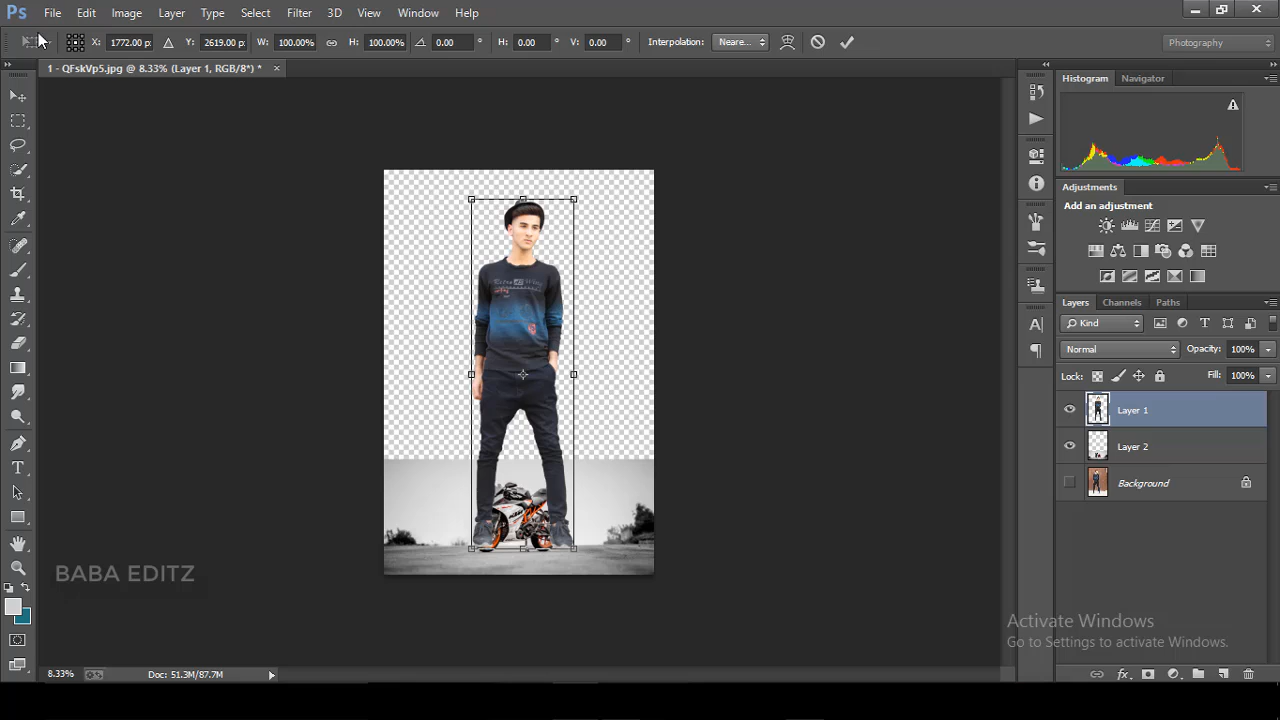 Ps File Edit Image Layer Type Select Filter 3D View Window Help
X: 1772.00 p: Y: 2619.00 p: W: 100.00% H: 100.00% 0.00 ° H: 0.00 ° V: 0.00 ° Interpolation: Neare... Photography
1 - QFskVp5.jpg @ 8.33% (Layer 1, RGB/8*) *
Histogram Navigator
Adjustments
Add an adjustment
Layers Channels Paths
Kind
Normal Opacity: 100%
Lock: Fill: 100%
Layer 1
Layer 2
Background
BABA EDITZ
Activate Windows
Go to Settings to activate Windows.
8.33% Doc: 51.3M/87.7M